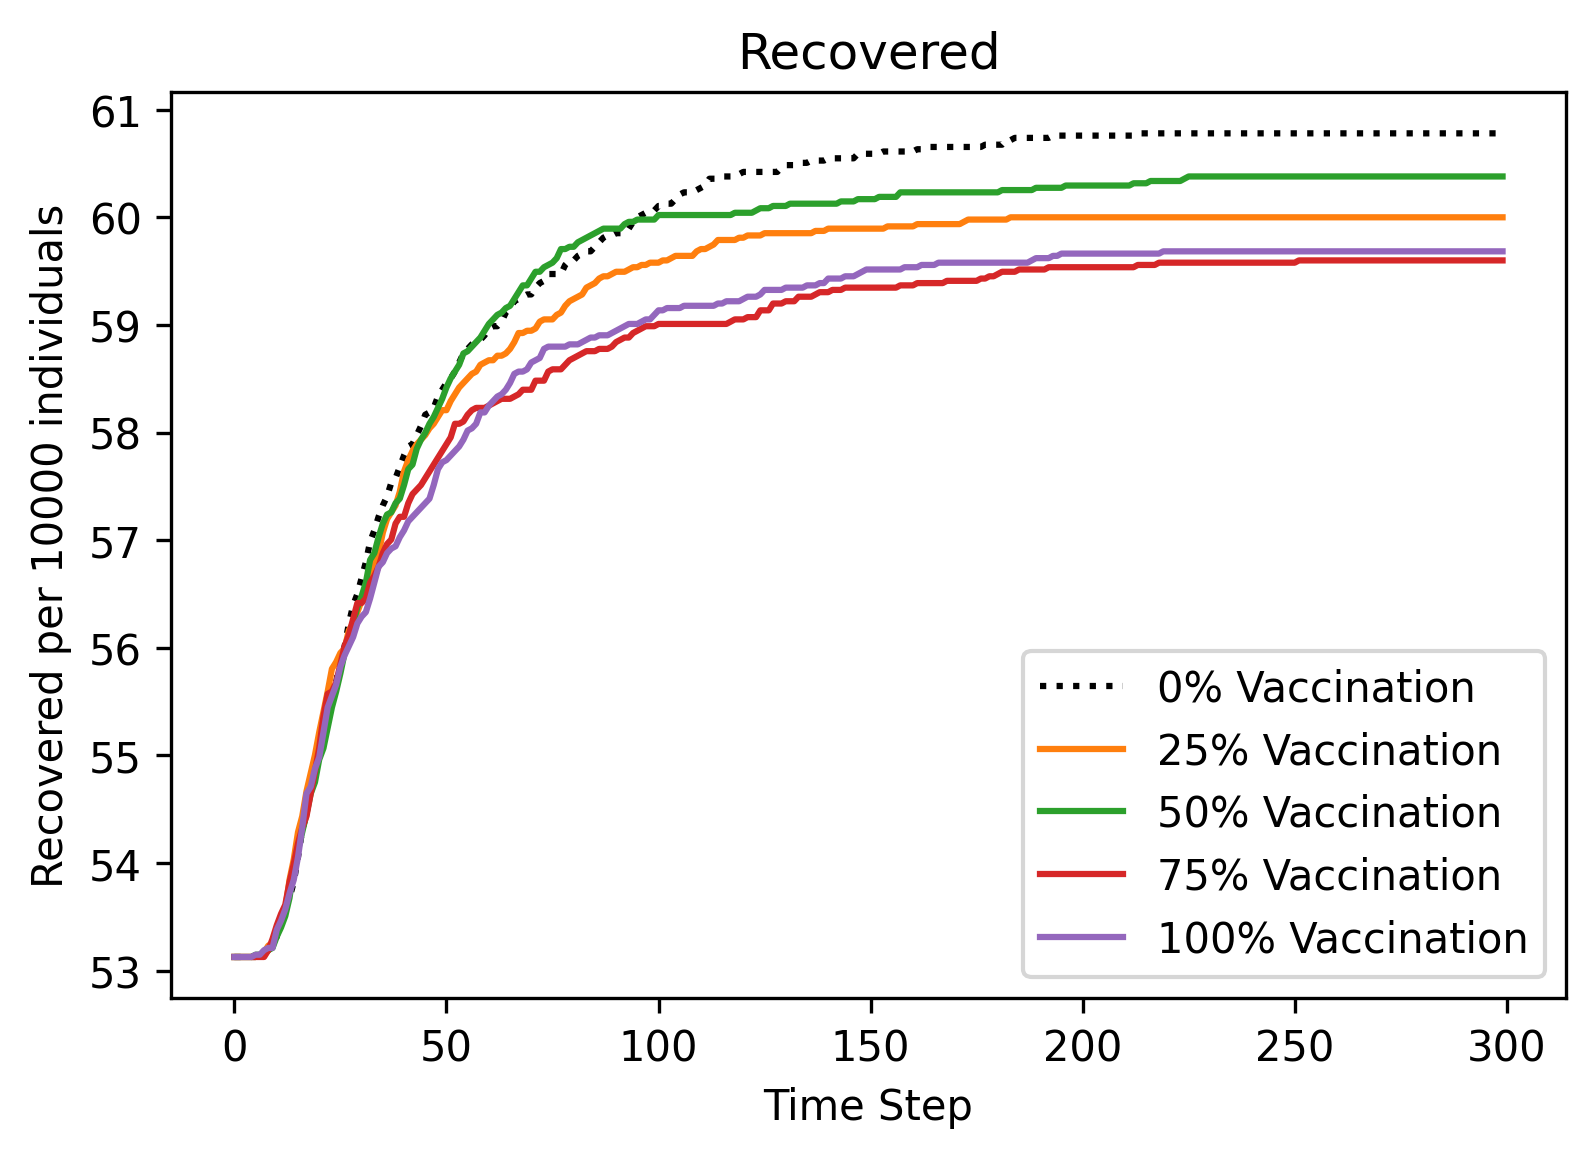 Recovered
Recovered per 10000 individuals
61
60
59
58
57
56
55
54
53
0% Vaccination
25% Vaccination
50% Vaccination
75% Vaccination
100% Vaccination
0 50 100 150 200 250 300
Time Step